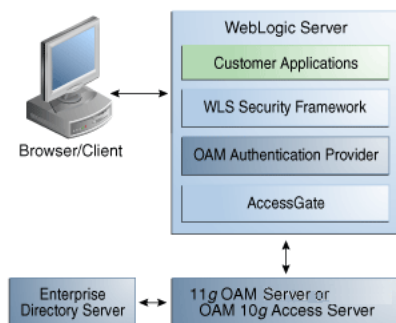 WebLogic Server
Customer Applications
WLS Security Framework
OAM Authentication Provider
AccessGate
Browser/Client
Enterprise
Directory Server
11g OAM Server or
OAM 10g Access Server